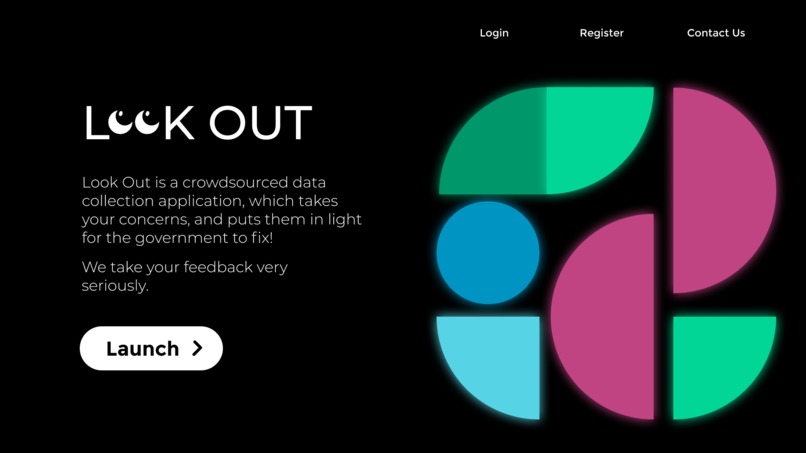 Login Register Contact Us
LOOK OUT
Look Out is a crowdsourced data
collection application, which takes
your concerns, and puts them in light
for the government to fix!
We take your feedback very
seriously.
Launch